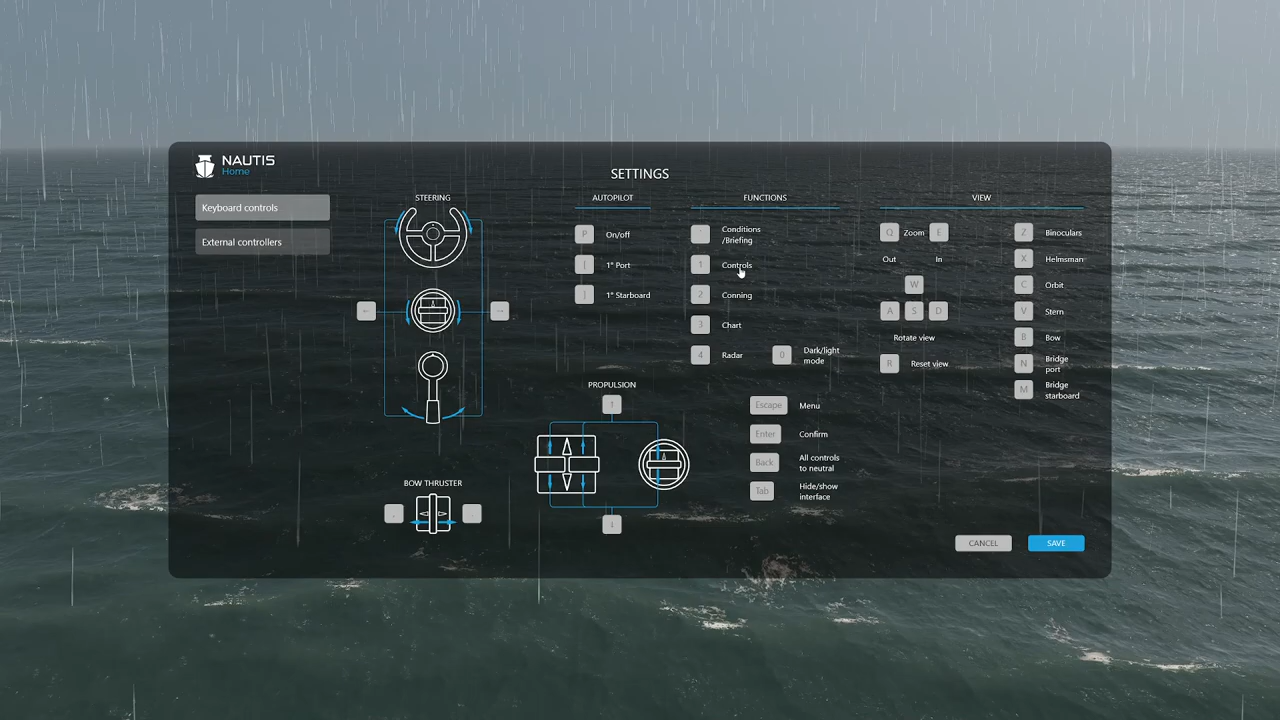 NAUTIS
Home
SETTINGS
Keyboard controls
External controllers
STEERING
←
→
BOW THRUSTER
AUTOPILOT
P On/off
[ 1° Port
] 1° Starboard
PROPULSION
↑
↓
FUNCTIONS
Conditions
/Briefing
1 Controls
2 Conning
3 Chart
4 Radar
0 Dark/light
mode
Escape Menu
Enter Confirm
Back All controls
to neutral
Tab Hide/show
interface
VIEW
Q Zoom E
Out In
W
A S D
Rotate view
R Reset view
Z Binoculars
X Helmsman
C Orbit
V Stern
B Bow
N Bridge
port
M Bridge
starboard
CANCEL
SAVE